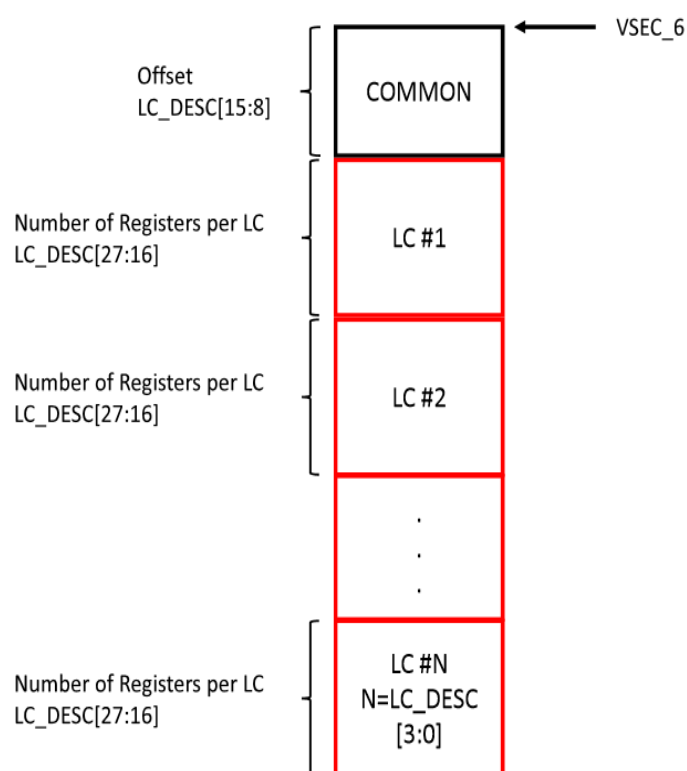 VSEC_6
Offset
LC_DESC[15:8]
COMMON
Number of Registers per LC
LC_DESC[27:16]
LC #1
Number of Registers per LC
LC_DESC[27:16]
LC #2
.
.
.
Number of Registers per LC
LC_DESC[27:16]
LC #N
N=LC_DESC
[3:0]